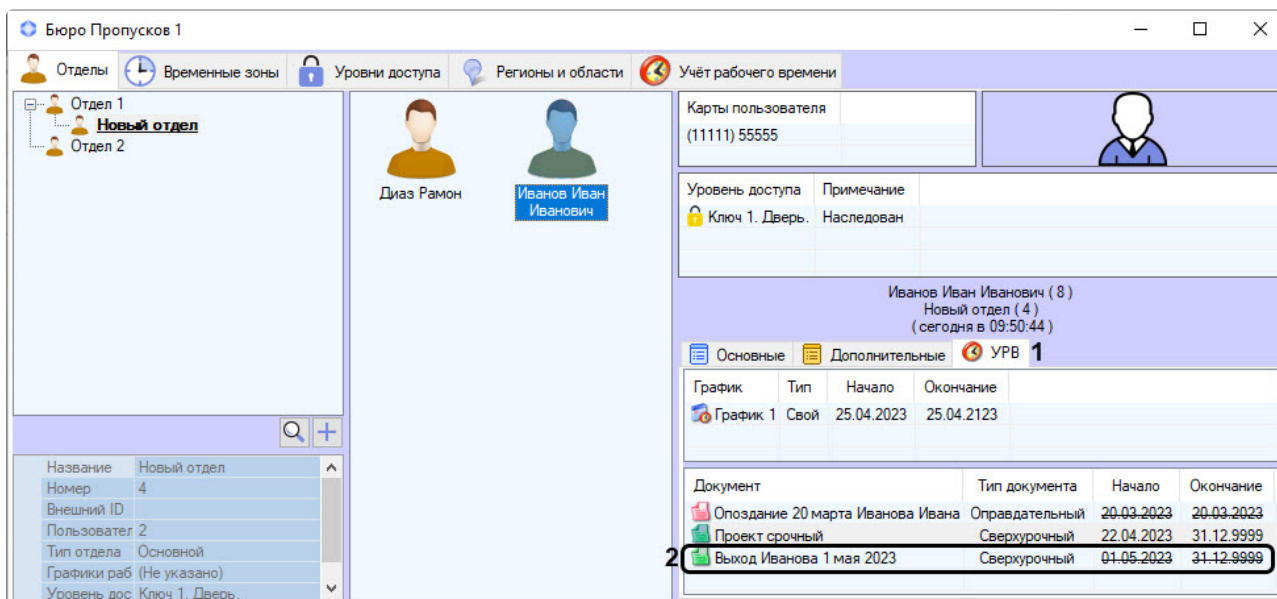 Бюро Пропусков 1
Отделы Временные зоны Уровни доступа Регионы и области Учёт рабочего времени
Отдел 1
Новый отдел
Отдел 2
Диаз Рамон
Иванов Иван
Иванович
Карты пользователя
(11111) 55555
Уровень доступа Примечание
Ключ 1. Дверь. Наследован
Иванов Иван Иванович ( 8 )
Новый отдел ( 4 )
( сегодня в 09:50:44 )
Основные Дополнительные УРВ 1
График Тип Начало Окончание
График 1 Свой 25.04.2023 25.04.2123
Документ Тип документа Начало Окончание
Опоздание 20 марта Иванова Ивана Оправдательный 20.03.2023 20.03.2023
Проект срочный Сверхурочный 22.04.2023 31.12.9999
2 Выход Иванова 1 мая 2023 Сверхурочный 01.05.2023 31.12.9999
Название Новый отдел
Номер 4
Внешний ID
Пользовател 2
Тип отдела Основной
Графики раб (Не указано)
Уровень дос Ключ 1. Дверь.